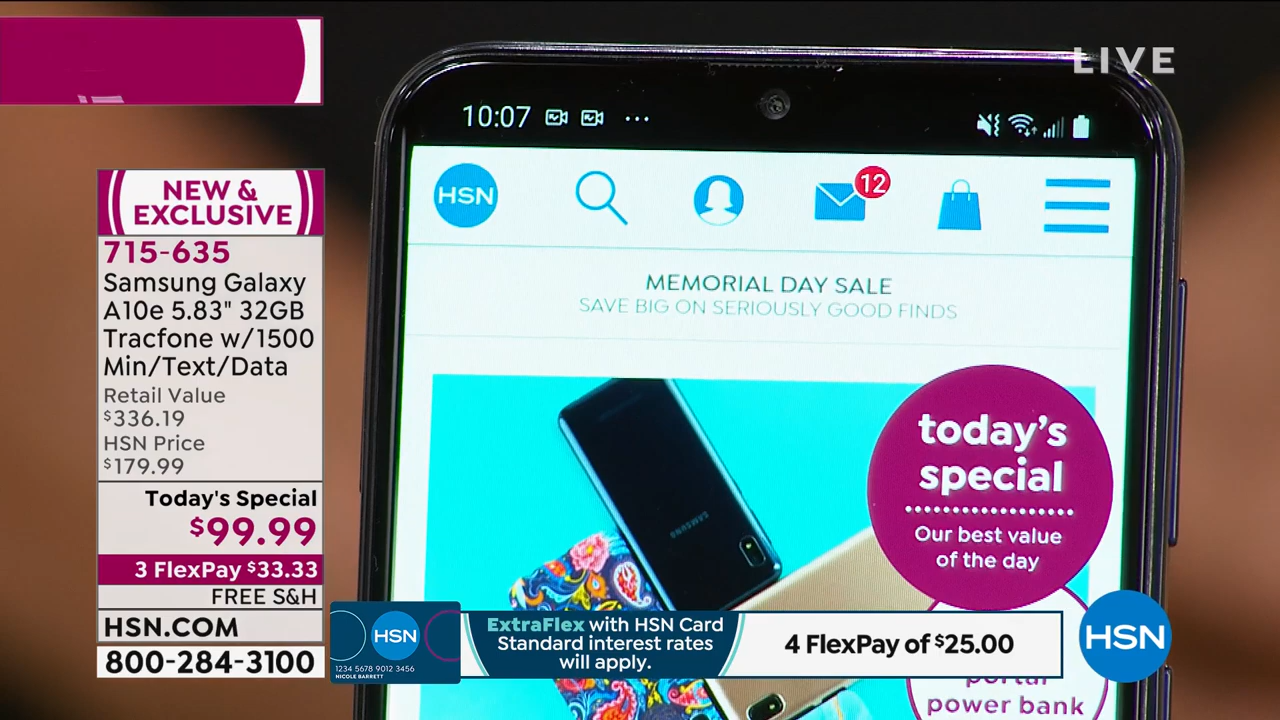 LIVE
NEW &
EXCLUSIVE
715-635
Samsung Galaxy
A10e 5.83" 32GB
Tracfone w/1500
Min/Text/Data
Retail Value
$336.19
HSN Price
$179.99
Today's Special
$99.99
3 FlexPay $33.33
FREE S&H
HSN.COM
800-284-3100
10:07
HSN
12
MEMORIAL DAY SALE
SAVE BIG ON SERIOUSLY GOOD FINDS
SAMSUNG
today's
special
Our best value
of the day
power bank
HSN
1234 5678 9012 3456
NICOLE BARRETT
ExtraFlex with HSN Card
Standard interest rates
will apply.
4 FlexPay of $25.00
HSN